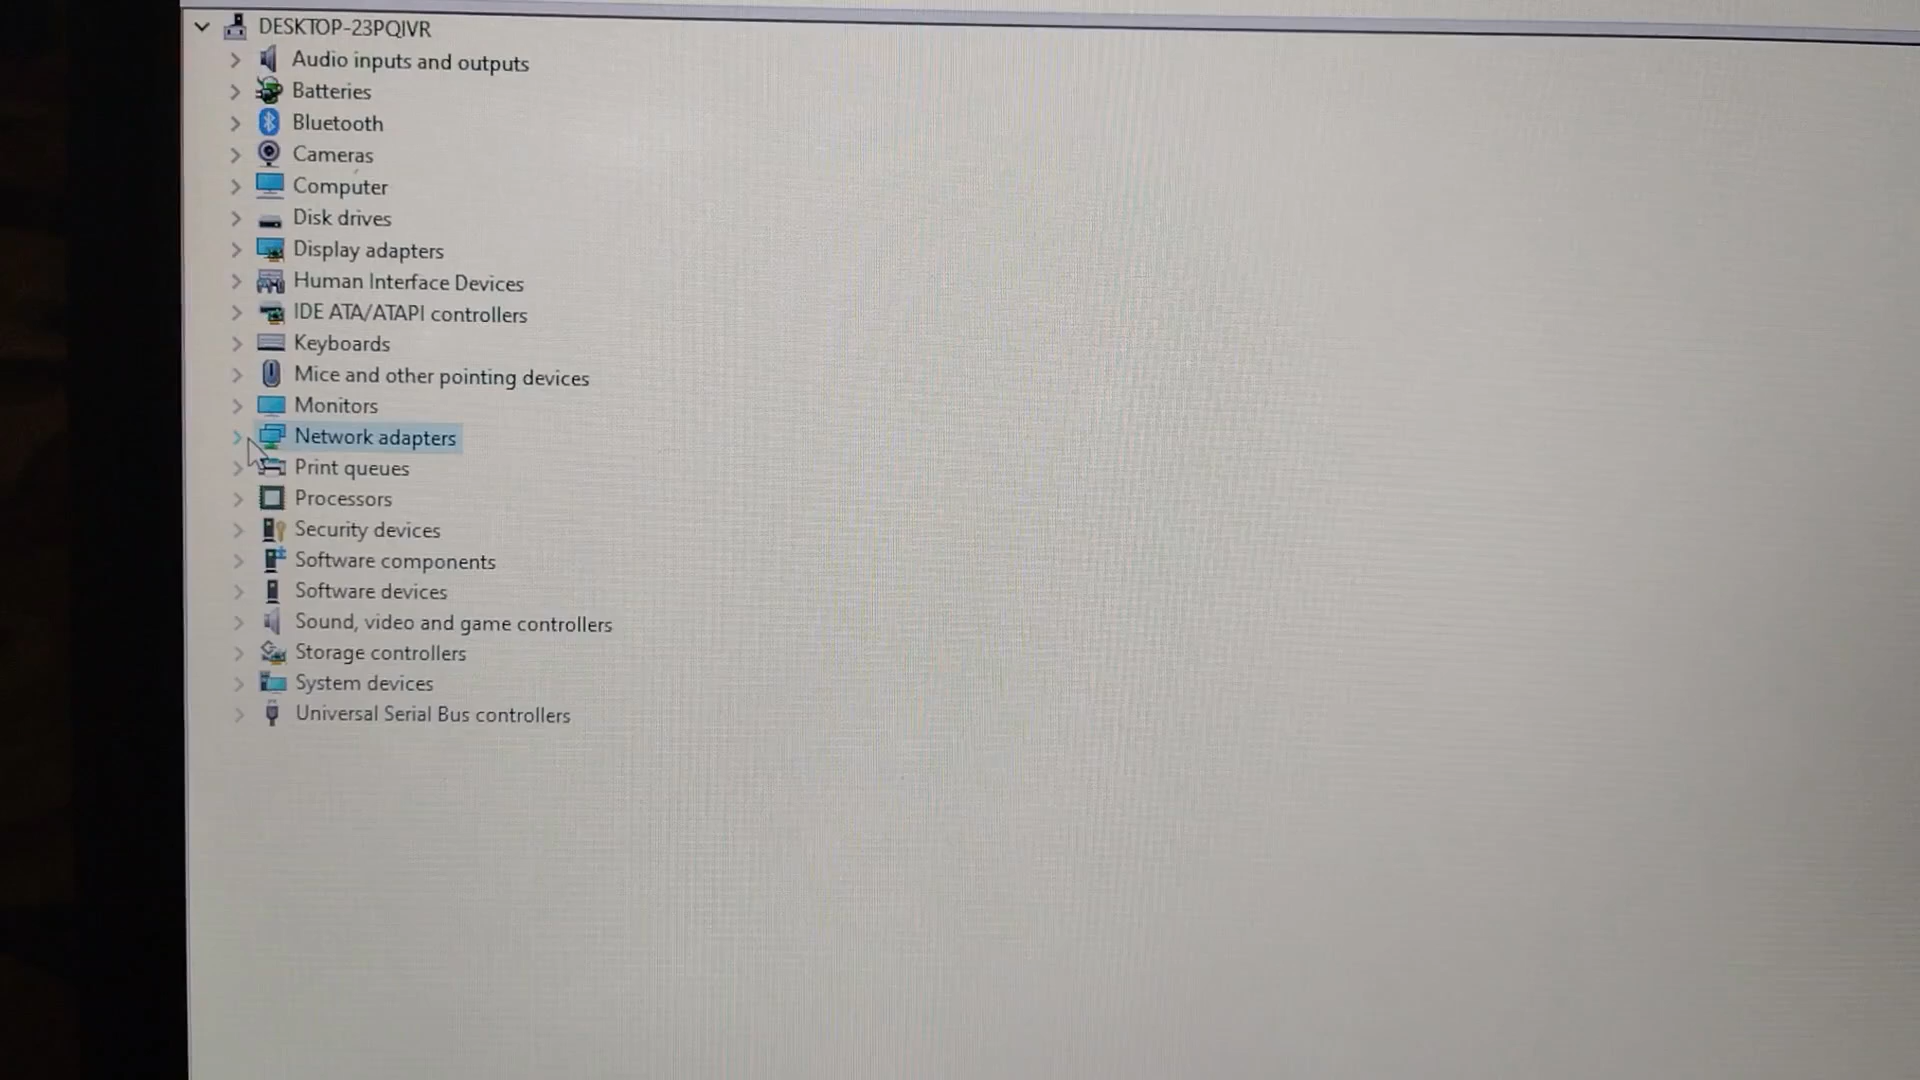 DESKTOP-23PQIVR
Audio inputs and outputs
Batteries
Bluetooth
Cameras
Computer
Disk drives
Display adapters
Human Interface Devices
IDE ATA/ATAPI controllers
Keyboards
Mice and other pointing devices
Monitors
Network adapters
Print queues
Processors
Security devices
Software components
Software devices
Sound, video and game controllers
Storage controllers
System devices
Universal Serial Bus controllers